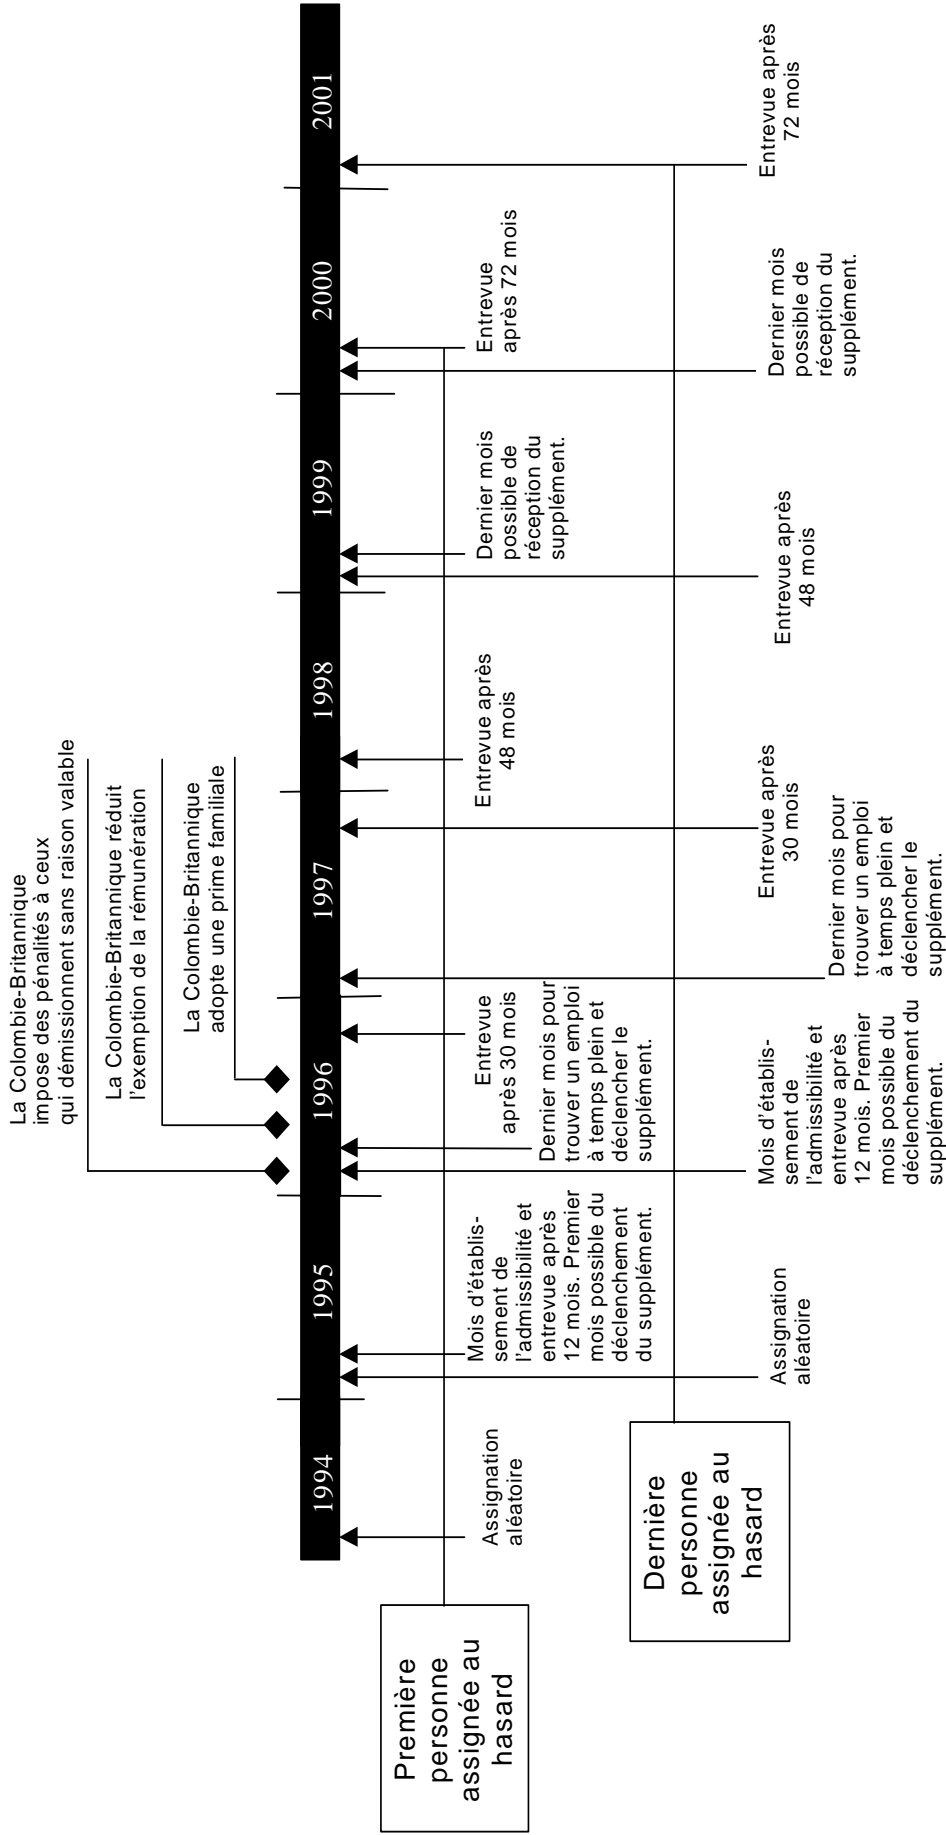 La Colombie-Britannique
impose des pénalités à ceux
qui démissionnent sans raison valable
La Colombie-Britannique réduit
l'exemption de la rémunération
La Colombie-Britannique
adopte une prime familiale
1994
1995
1996
1997
1998
1999
2000
2001
Première
personne
assignée au
hasard
Assignation
aléatoire
Mois d'établis-
sement de
l'admissibilité et
entrevue après
12 mois. Premier
mois possible du
déclenchement
du supplément.
Dernier mois pour
trouver un emploi
à temps plein et
déclencher le
supplément.
Entrevue
après 30 mois
Entrevue après
48 mois
Dernier mois
possible de
réception du
supplément.
Entrevue
après 72 mois
Dernière
personne
assignée au
hasard
Assignation
aléatoire
Mois d'établis-
sement de
l'admissibilité et
entrevue après
12 mois. Premier
mois possible du
déclenchement du
supplément.
Dernier mois pour
trouver un emploi
à temps plein et
déclencher le
supplément.
Entrevue après
30 mois
Entrevue après
48 mois
Dernier mois
possible de
réception du
supplément.
Entrevue après
72 mois